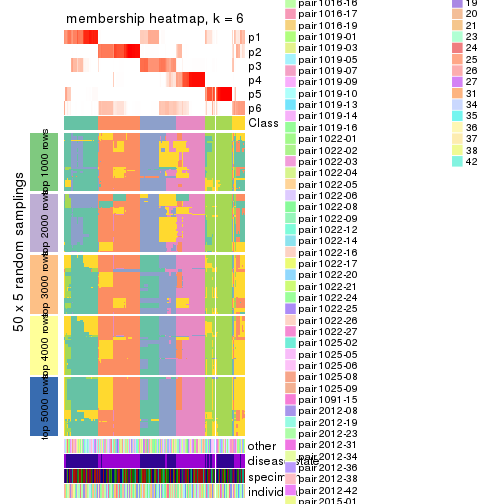 membership heatmap, k = 6
p1
p2
p3
p4
p5
p6
Class
50 x 5 random samplings
top 1000 rows
top 2000 rows
top 3000 rows
top 4000 rows
top 5000 rows
other
disease.state
individ
pair1016-16
pair1016-17
pair1016-20
pair1019-01
pair1019-03
pair1019-05
pair1019-07
pair1019-09
pair1019-10
pair1019-13
pair1019-14
pair1019-16
pair1022-01
pair1022-02
pair1022-03
pair1022-04
pair1022-05
pair1022-06
pair1022-08
pair1022-09
pair1022-12
pair1022-14
pair1022-16
pair1022-17
pair1022-20
pair1022-21
pair1022-24
pair1022-25
pair1022-26
pair1022-27
pair1025-02
pair1025-05
pair1025-06
pair1025-08
pair1025-09
pair1091-15
pair2012-08
pair2012-19
pair2012-23
pair2012-31
pair2012-34
pair2012-36
pair2012-38
pair2012-42
pair2015-01
19
20
21
23
24
25
26
27
31
34
35
36
37
38
42